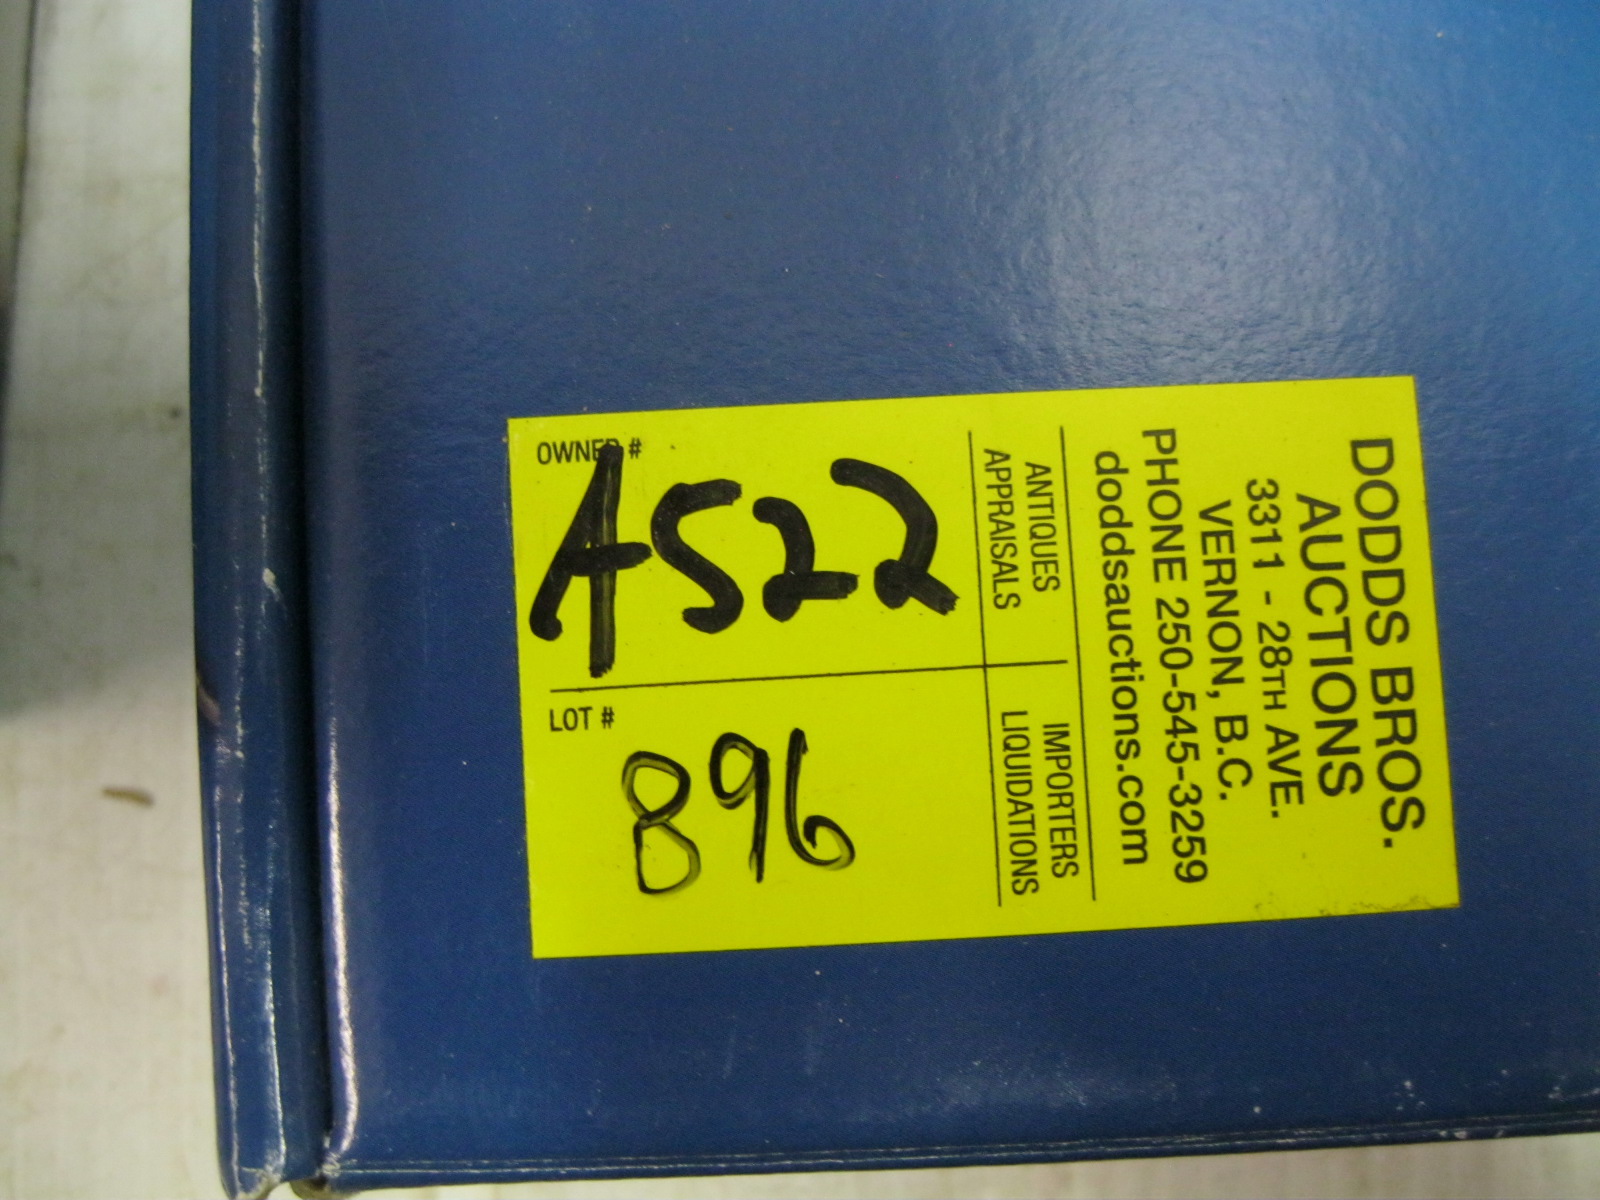 DODDS BROS.
AUCTIONS
3311 - 28TH AVE.
VERNON, B.C.
PHONE 250-545-3259
doddsauctions.com
ANTIQUES
APPRAISALS
IMPORTERS
LIQUIDATIONS
OWNER #
A522
LOT #
896